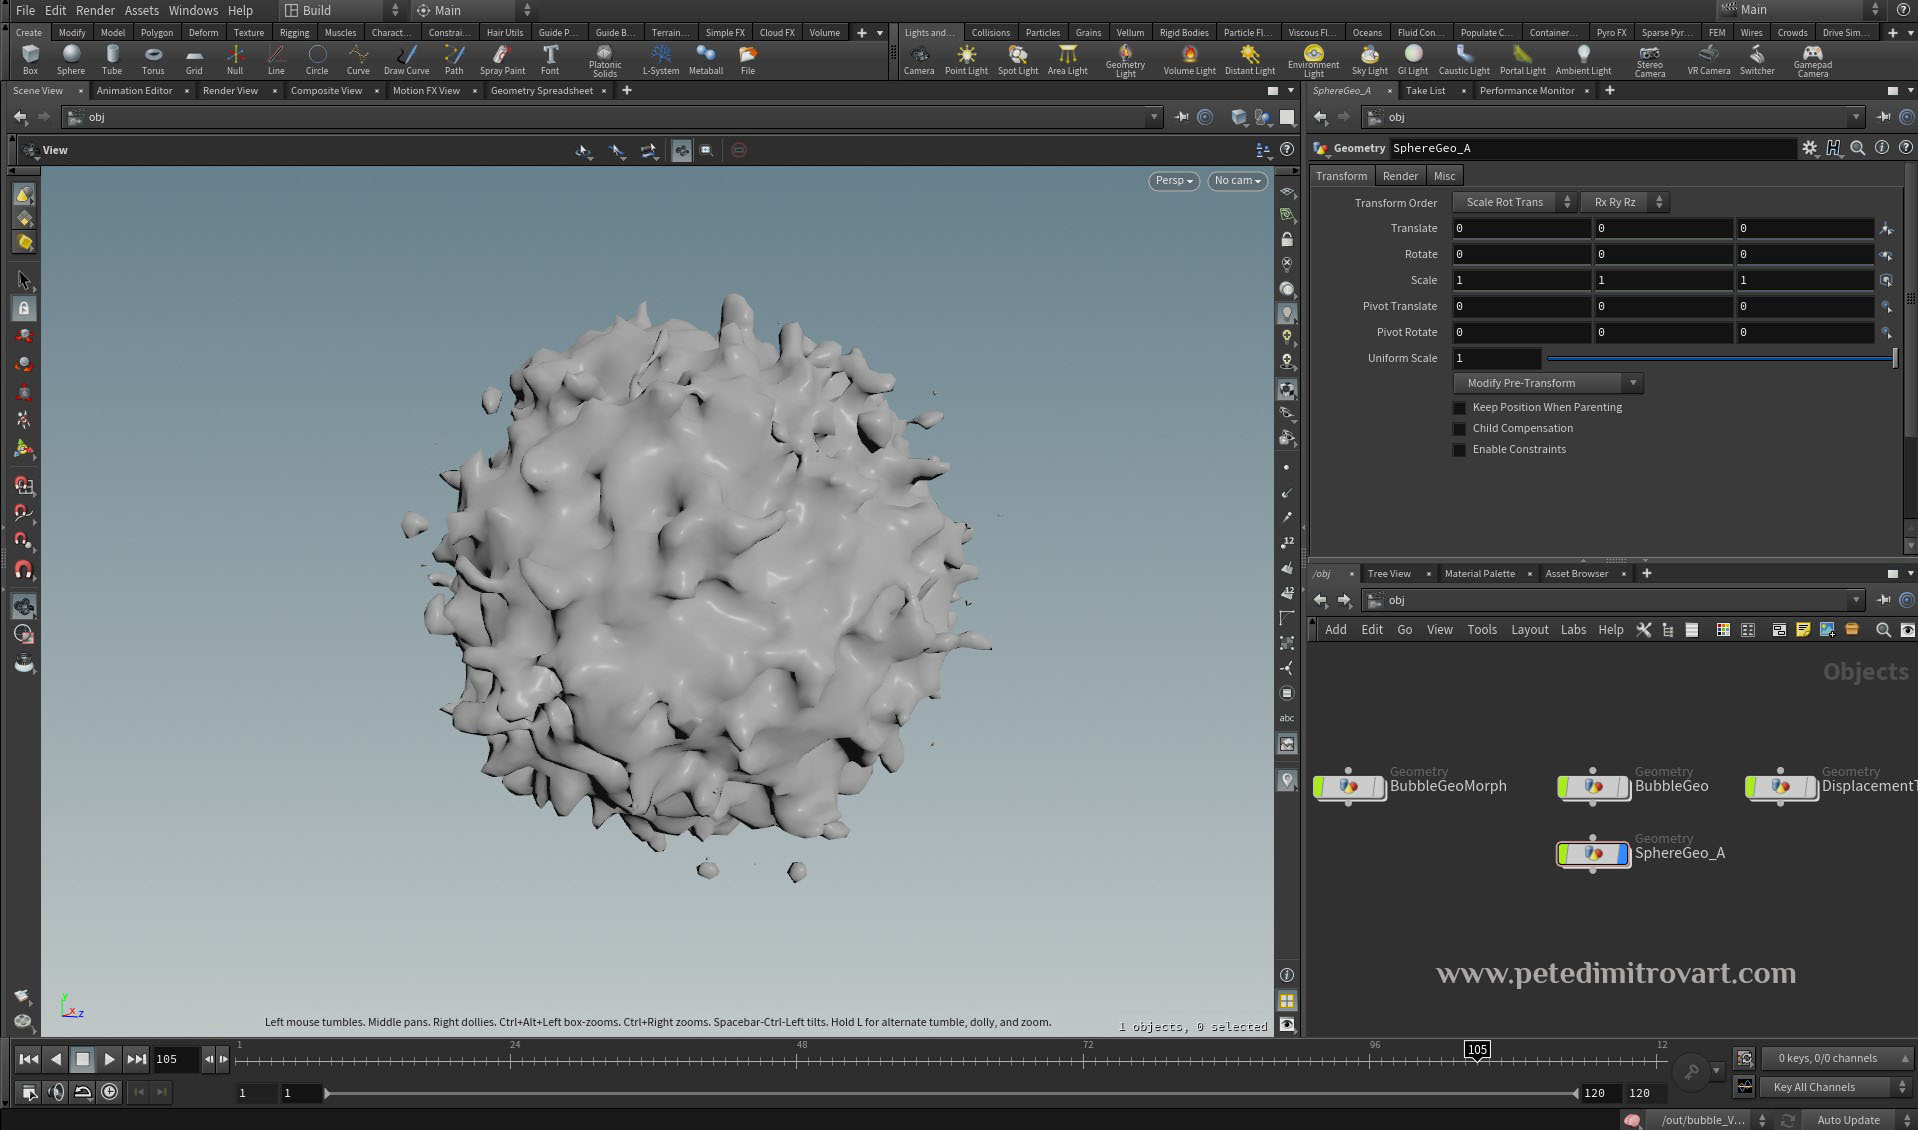 File Edit Render Assets Windows Help Build Main Main
Create Modify Model Polygon Deform Texture Rigging Muscles Charact... Constrai... Hair Utils Guide P... Guide B... Terrain... Simple FX Cloud FX Volume
Lights and... Collisions Particles Grains Vellum Rigid Bodies Particle Fl... Viscous Fl... Oceans Fluid Con... Populate C... Container... Pyro FX Sparse Pyr... FEM Wires Crowds Drive Sim...
Box Sphere Tube Torus Grid Null Line Circle Curve Draw Curve Path Spray Paint Font Platonic Solids L-System Metaball File
Camera Point Light Spot Light Area Light Geometry Light Volume Light Distant Light Environment Light Sky Light GI Light Caustic Light Portal Light Ambient Light Stereo Camera VR Camera Switcher Gamepad Camera
Scene View Animation Editor Render View Composite View Motion FX View Geometry Spreadsheet
obj
View
Persp
No cam
12
12
abc
y
x
z
Left mouse tumbles. Middle pans. Right dollies. Ctrl+Alt+Left box-zooms. Ctrl+Right zooms. Spacebar-Ctrl-Left tilts. Hold L for alternate tumble, dolly, and zoom.
1 objects, 0 selected
SphereGeo_A Take List Performance Monitor
obj
Geometry SphereGeo_A
Transform Render Misc
Transform Order Scale Rot Trans Rx Ry Rz
Translate 0 0 0
Rotate 0 0 0
Scale 1 1 1
Pivot Translate 0 0 0
Pivot Rotate 0 0 0
Uniform Scale 1
Modify Pre-Transform
Keep Position When Parenting
Child Compensation
Enable Constraints
/obj Tree View Material Palette Asset Browser
obj
Add Edit Go View Tools Layout Labs Help
Objects
Geometry
BubbleGeoMorph
Geometry
BubbleGeo
Geometry
DisplacementT
Geometry
SphereGeo_A
www.petedimitrovart.com
105
1 24 48 72 96 105 12
0 keys, 0/0 channels
1 1 120 120
Key All Channels
/out/bubble_V... Auto Update